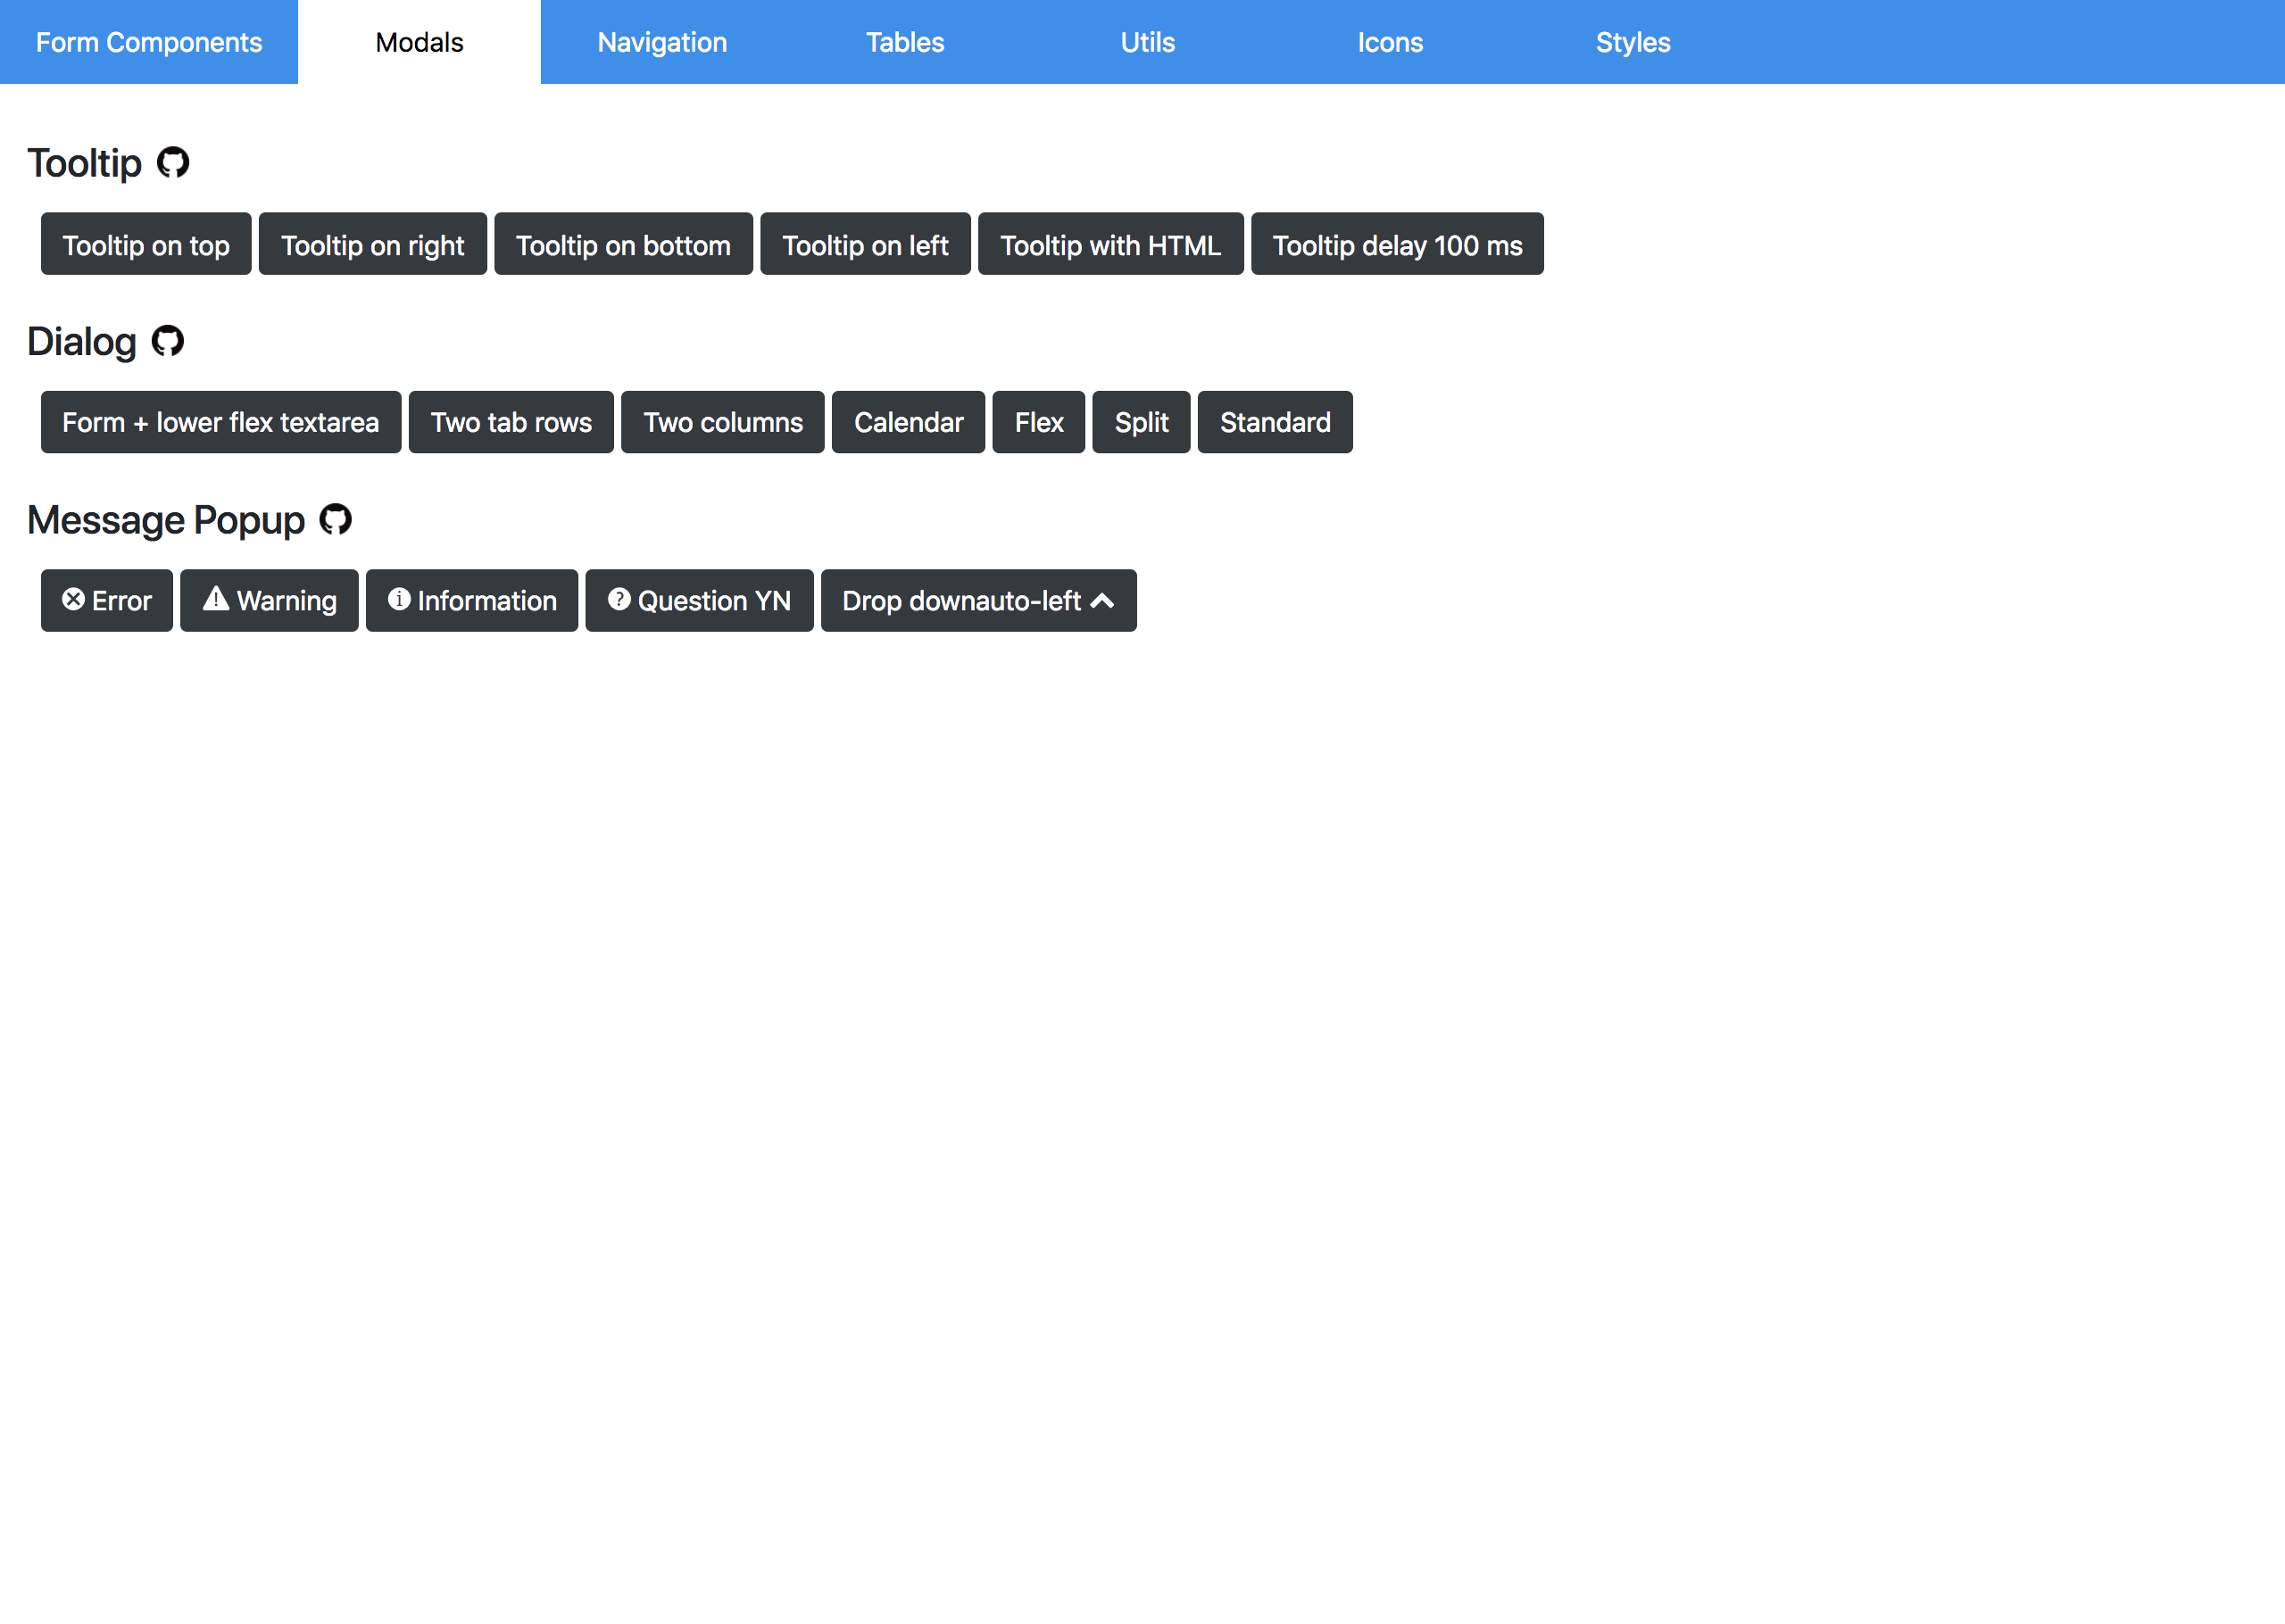 Form Components Modals Navigation Tables Utils Icons Styles
Tooltip
Tooltip on top Tooltip on right Tooltip on bottom Tooltip on left Tooltip with HTML Tooltip delay 100 ms
Dialog
Form + lower flex textarea Two tab rows Two columns Calendar Flex Split Standard
Message Popup
Error Warning Information Question YN Drop downauto-left